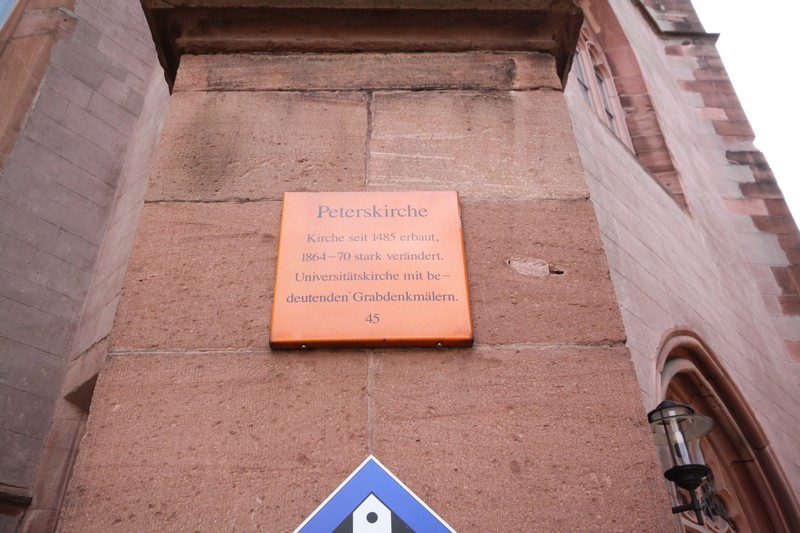 Peterskirche
Kirche seit 1485 erbaut,
1864–70 stark verändert.
Universitätskirche mit be–
deutenden Grabdenkmälern.
45